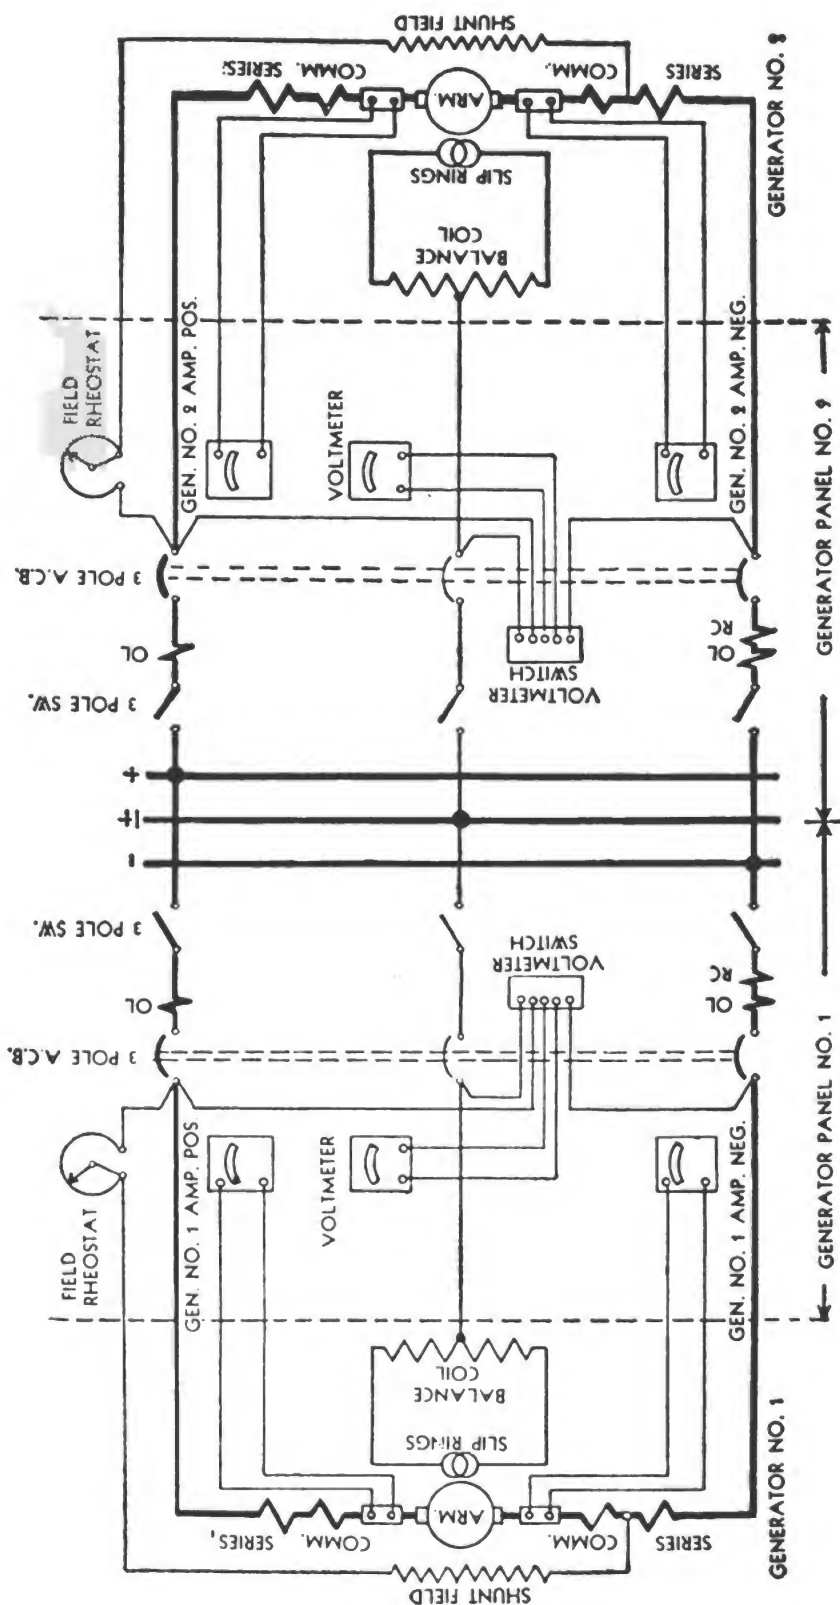 SHUNT FIELD
SERIES
COMM.
ARM.
COMM.
SERIES
SLIP RINGS
BALANCE
COIL
GENERATOR NO. 8
FIELD
RHEOSTAT
GEN. NO. 2 AMP. POS.
VOLTMETER
GEN. NO. 2 AMP. NEG.
3 POLE A.C.B.
OL
3 POLE SW.
VOLTMETER
SWITCH
OL
RC
GENERATOR PANEL NO. 9
+
±
-
3 POLE SW.
OL
3 POLE A.C.B.
VOLTMETER
SWITCH
OL
RC
GENERATOR PANEL NO. 1
FIELD
RHEOSTAT
GEN. NO. 1 AMP. POS.
VOLTMETER
GEN. NO. 1 AMP. NEG.
BALANCE
COIL
SLIP RINGS
SERIES
COMM.
ARM.
COMM.
SERIES
SHUNT FIELD
GENERATOR NO. 1